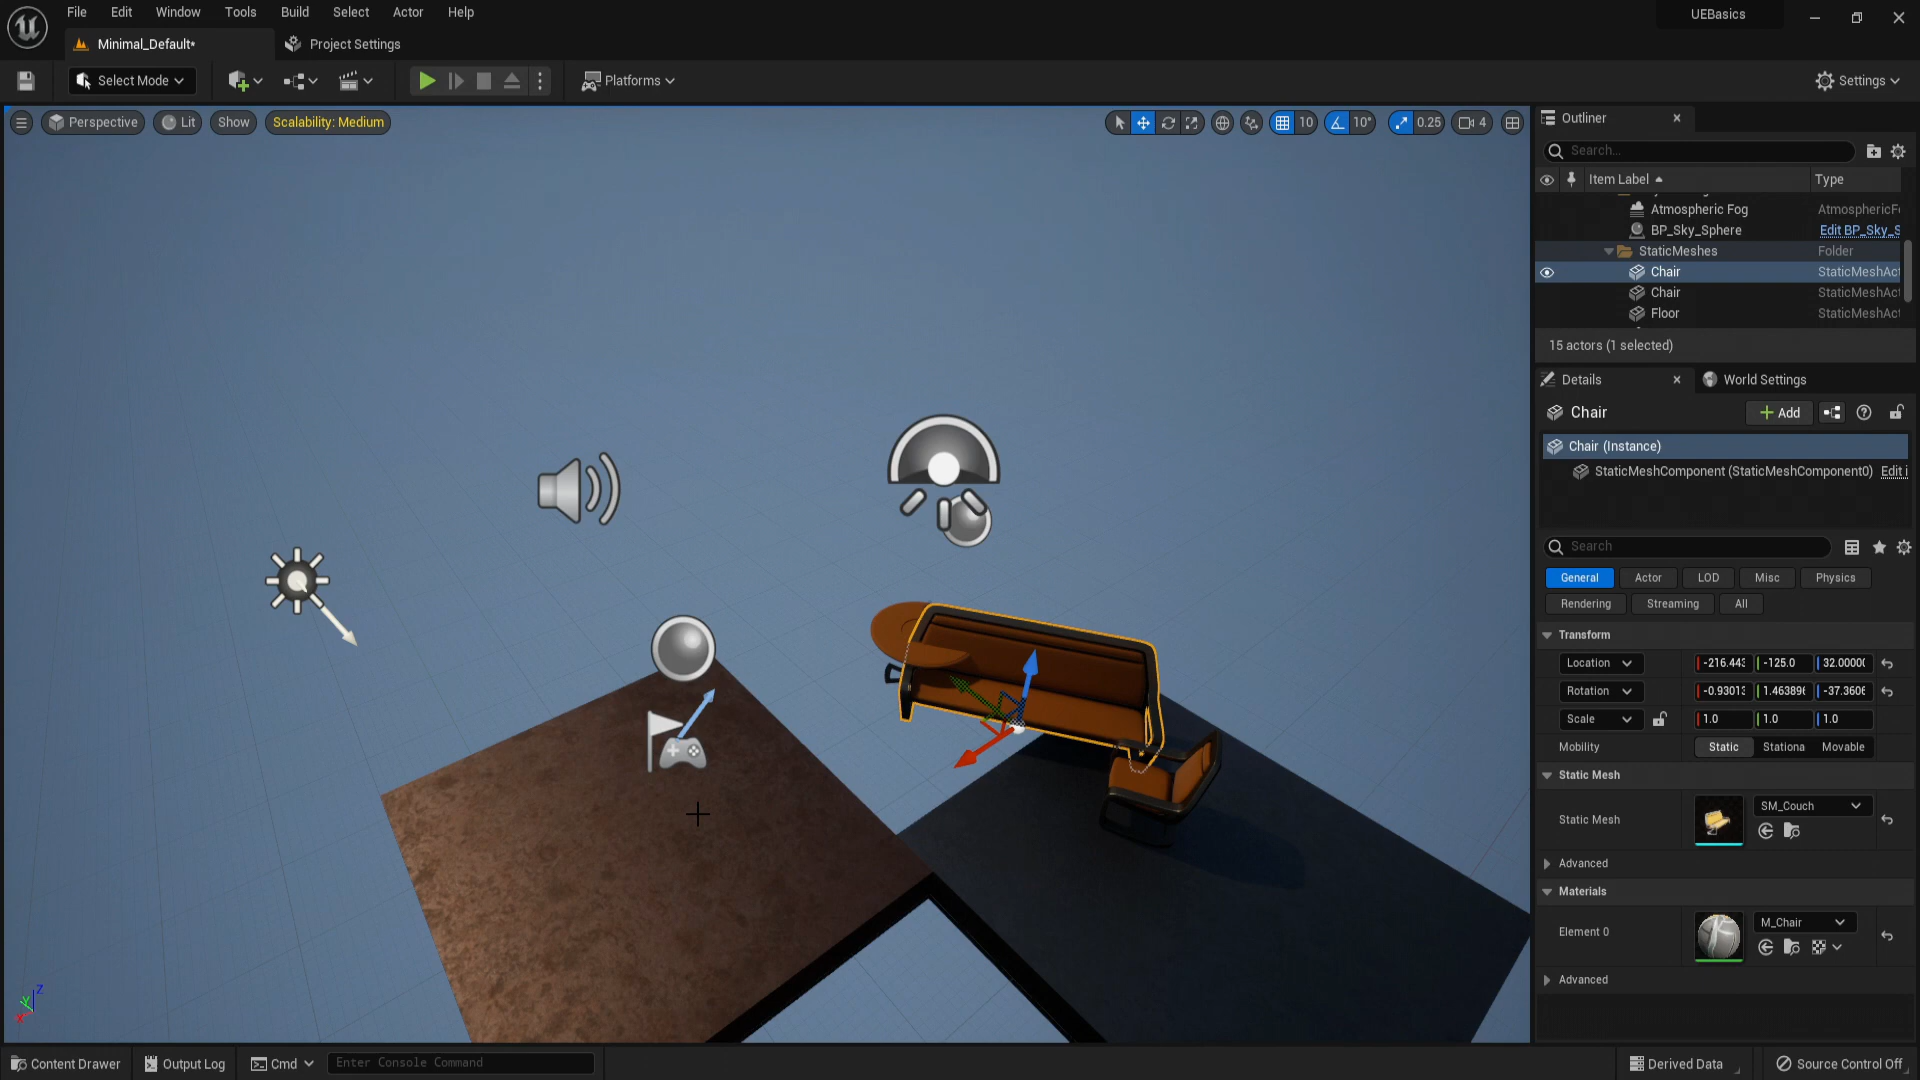 File Edit Window Tools Build Select Actor Help
UEBasics
Minimal_Default*
Project Settings
Select Mode
Platforms
Settings
Perspective
Lit
Show
Scalability: Medium
10
10°
0.25
4
Outliner
Search...
Item Label
Type
Atmospheric Fog AtmosphericF
BP_Sky_Sphere Edit BP_Sky_S
StaticMeshes Folder
Chair StaticMeshAct
Chair StaticMeshAct
Floor StaticMeshAct
15 actors (1 selected)
Details
World Settings
Chair
Add
Chair (Instance)
StaticMeshComponent (StaticMeshComponent0) Edit i
Search
General Actor LOD Misc Physics
Rendering Streaming All
Transform
Location -216.443 -125.0 32.0000
Rotation -0.93013 1.463896 -37.3606
Scale 1.0 1.0 1.0
Mobility Static Stationa Movable
Static Mesh
SM_Couch
Static Mesh
Advanced
Materials
M_Chair
Element 0
Advanced
Z
Y
X
Content Drawer
Output Log
Cmd
Enter Console Command
Derived Data
Source Control Off